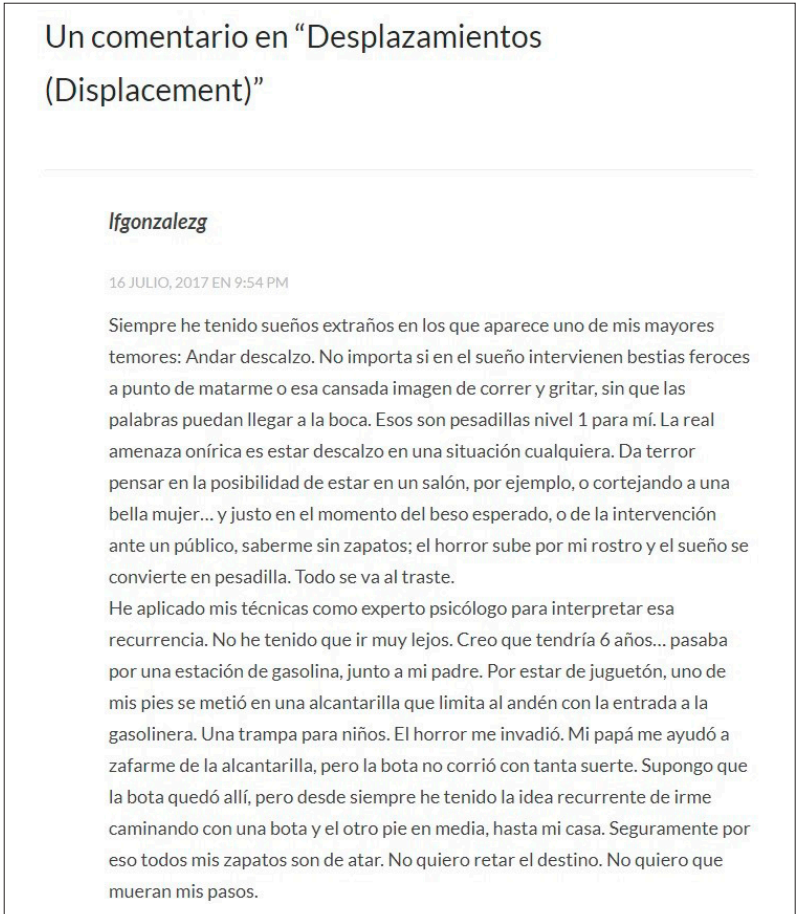 Un comentario en “Desplazamientos
(Displacement)”
lfgonzalezg
16 JULIO, 2017 EN 9:54 PM
Siempre he tenido sueños extraños en los que aparece uno de mis mayores
temores: Andar descalzo. No importa si en el sueño intervienen bestias feroces
a punto de matarme o esa cansada imagen de correr y gritar, sin que las
palabras puedan llegar a la boca. Esos son pesadillas nivel 1 para mí. La real
amenaza onírica es estar descalzo en una situación cualquiera. Da terror
pensar en la posibilidad de estar en un salón, por ejemplo, o cortejando a una
bella mujer… y justo en el momento del beso esperado, o de la intervención
ante un público, saberme sin zapatos; el horror sube por mi rostro y el sueño se
convierte en pesadilla. Todo se va al traste.
He aplicado mis técnicas como experto psicólogo para interpretar esa
recurrencia. No he tenido que ir muy lejos. Creo que tendría 6 años… pasaba
por una estación de gasolina, junto a mi padre. Por estar de juguetón, uno de
mis pies se metió en una alcantarilla que limita al andén con la entrada a la
gasolinera. Una trampa para niños. El horror me invadió. Mi papá me ayudó a
zafarme de la alcantarilla, pero la bota no corrió con tanta suerte. Supongo que
la bota quedó allí, pero desde siempre he tenido la idea recurrente de irme
caminando con una bota y el otro pie en media, hasta mi casa. Seguramente por
eso todos mis zapatos son de atar. No quiero retar el destino. No quiero que
mueran mis pasos.